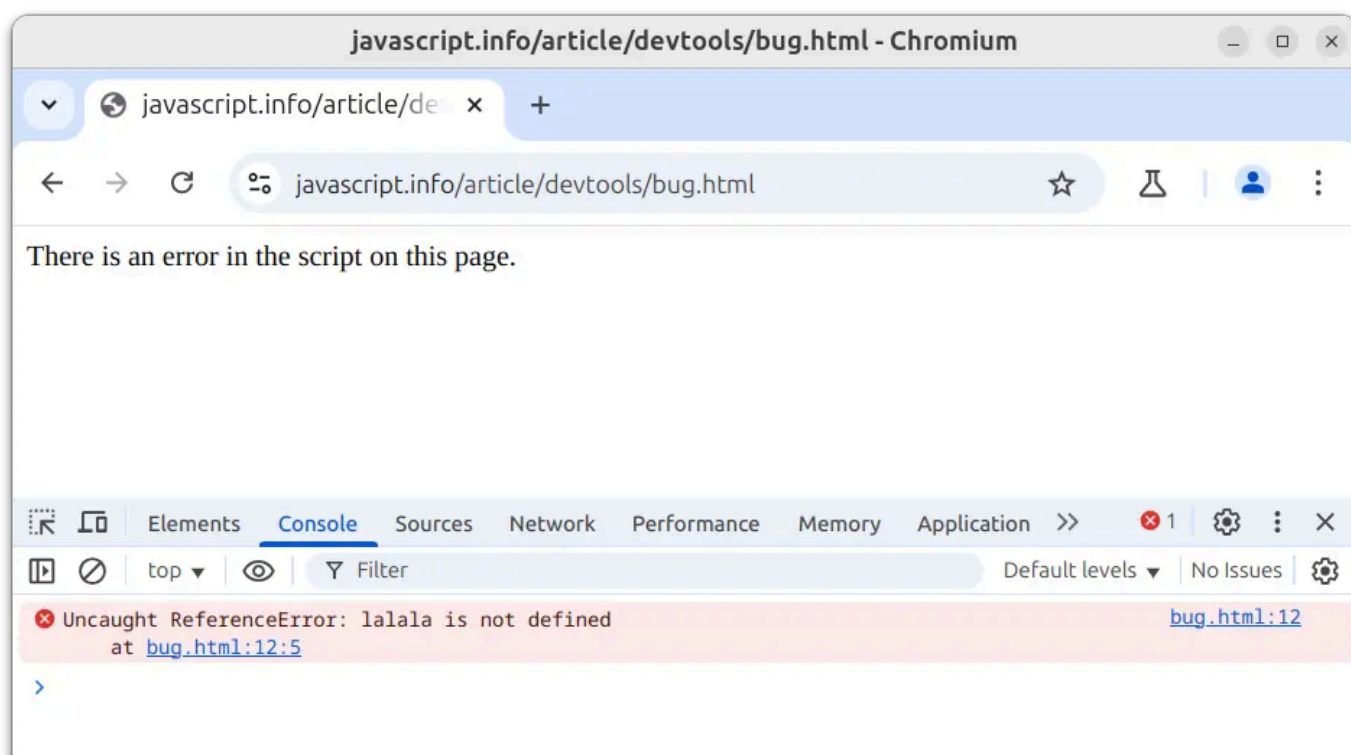 javascript.info/article/devtools/bug.html - Chromium
javascript.info/article/de
javascript.info/article/devtools/bug.html
There is an error in the script on this page.
Elements Console Sources Network Performance Memory Application 1
top Filter Default levels No Issues
Uncaught ReferenceError: lalala is not defined bug.html:12
at bug.html:12:5